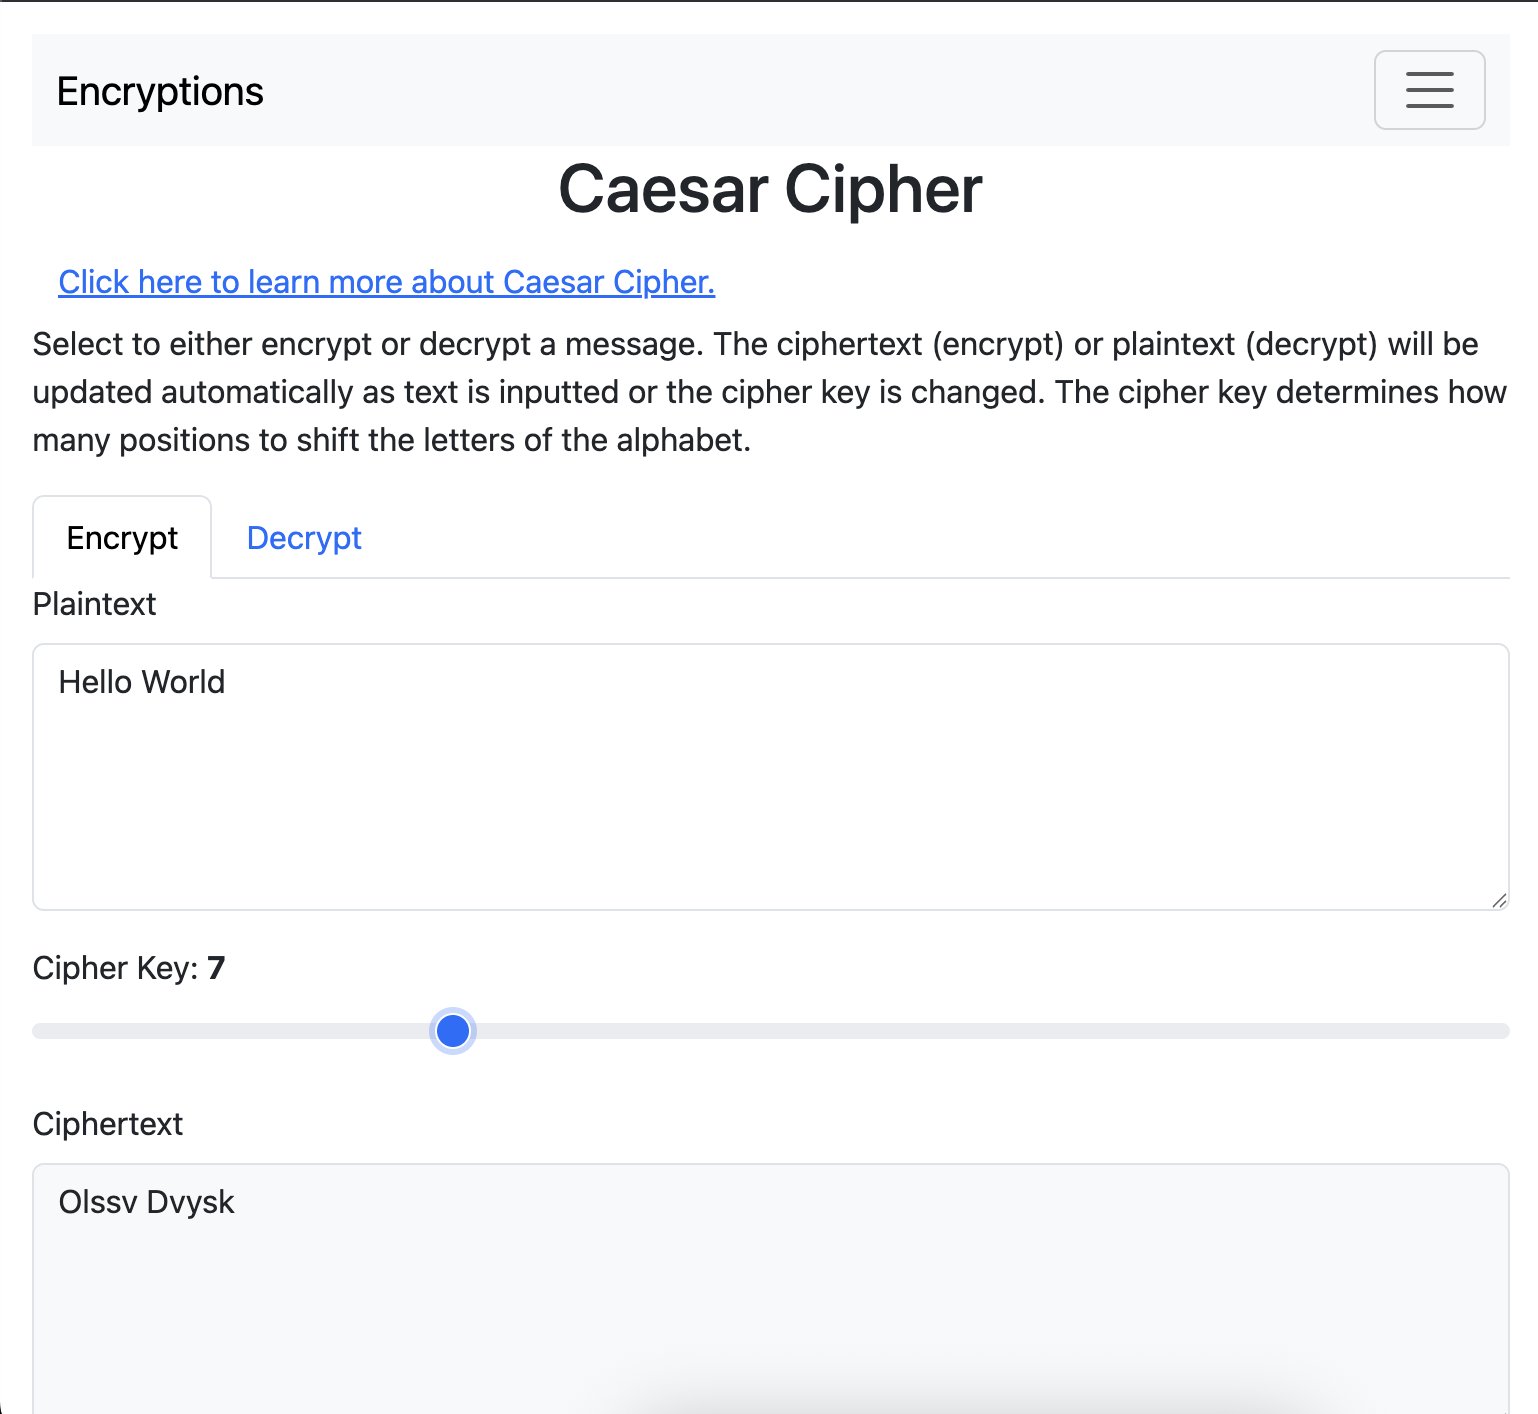 Encryptions
Caesar Cipher
Click here to learn more about Caesar Cipher.
Select to either encrypt or decrypt a message. The ciphertext (encrypt) or plaintext (decrypt) will be
updated automatically as text is inputted or the cipher key is changed. The cipher key determines how
many positions to shift the letters of the alphabet.
Encrypt Decrypt
Plaintext
Hello World
Cipher Key: 7
Ciphertext
Olssv Dvysk